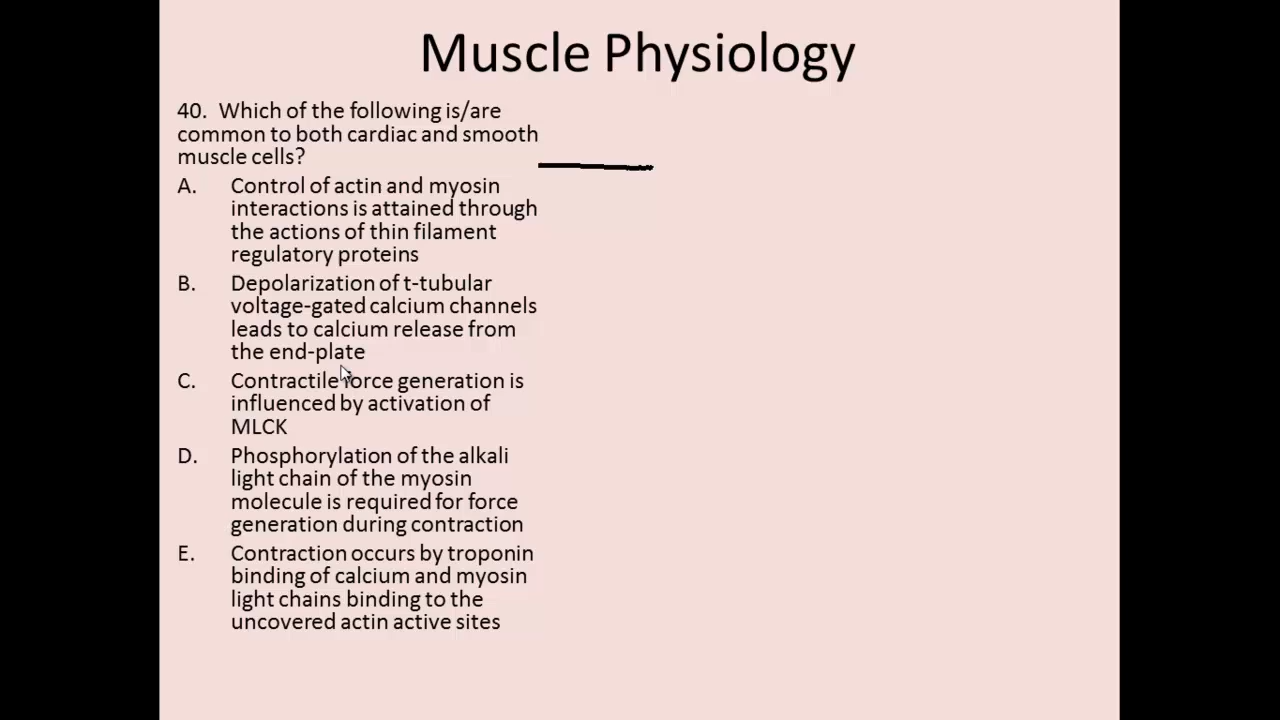 Muscle Physiology
40. Which of the following is/are
common to both cardiac and smooth
muscle cells?
A. Control of actin and myosin
interactions is attained through
the actions of thin filament
regulatory proteins
B. Depolarization of t-tubular
voltage-gated calcium channels
leads to calcium release from
the end-plate
C. Contractile force generation is
influenced by activation of
MLCK
D. Phosphorylation of the alkali
light chain of the myosin
molecule is required for force
generation during contraction
E. Contraction occurs by troponin
binding of calcium and myosin
light chains binding to the
uncovered actin active sites